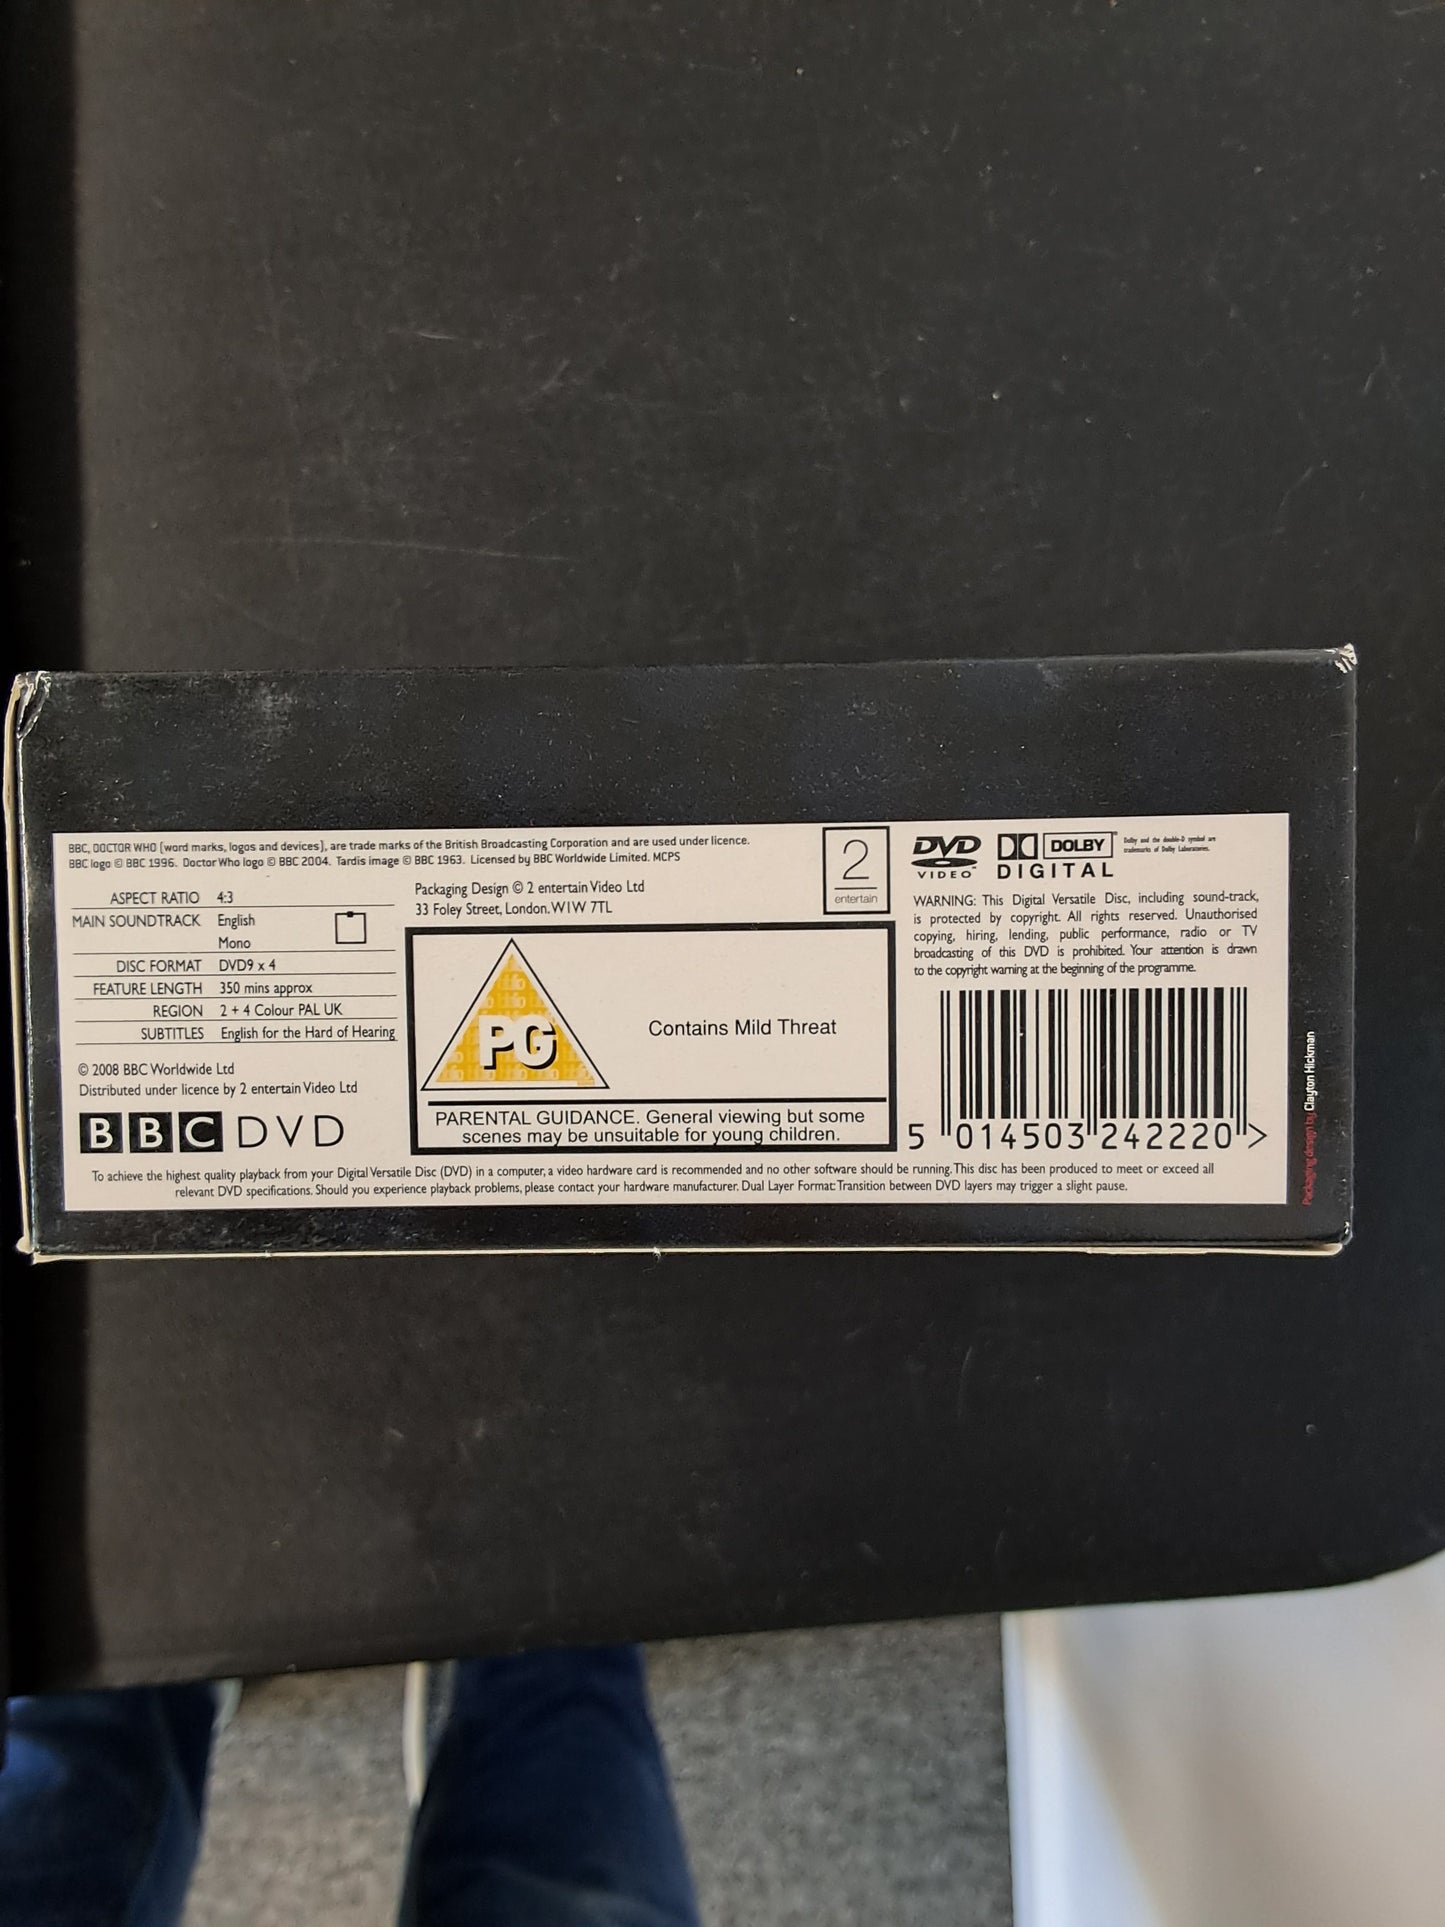 BBC, DOCTOR WHO (word marks, logos and devices), are trade marks of the British Broadcasting Corporation and are used under licence.
BBC logo © BBC 1996. Doctor Who logo © BBC 2004. Tardis image © BBC 1963. Licensed by BBC Worldwide Limited. MCPS
ASPECT RATIO 4:3
MAIN SOUNDTRACK English
Mono
DISC FORMAT DVD9 x 4
FEATURE LENGTH 350 mins approx
REGION 2 + 4 Colour PAL UK
SUBTITLES English for the Hard of Hearing
© 2008 BBC Worldwide Ltd
Distributed under licence by 2 entertain Video Ltd
BBC DVD
Packaging Design © 2 entertain Video Ltd
33 Foley Street, London. W1W 7TL
2
entertain
PG
Contains Mild Threat
PARENTAL GUIDANCE. General viewing but some
scenes may be unsuitable for young children.
DVD
VIDEO
DOLBY
DIGITAL
Dolby and the double-D symbol are
trademarks of Dolby Laboratories.
WARNING: This Digital Versatile Disc, including sound-track,
is protected by copyright. All rights reserved. Unauthorised
copying, hiring, lending, public performance, radio or TV
broadcasting of this DVD is prohibited. Your attention is drawn
to the copyright warning at the beginning of the programme.
5 014503 242220 >
To achieve the highest quality playback from your Digital Versatile Disc (DVD) in a computer, a video hardware card is recommended and no other software should be running. This disc has been produced to meet or exceed all
relevant DVD specifications. Should you experience playback problems, please contact your hardware manufacturer. Dual Layer Format: Transition between DVD layers may trigger a slight pause.
Packaging design by Clayton Hickman